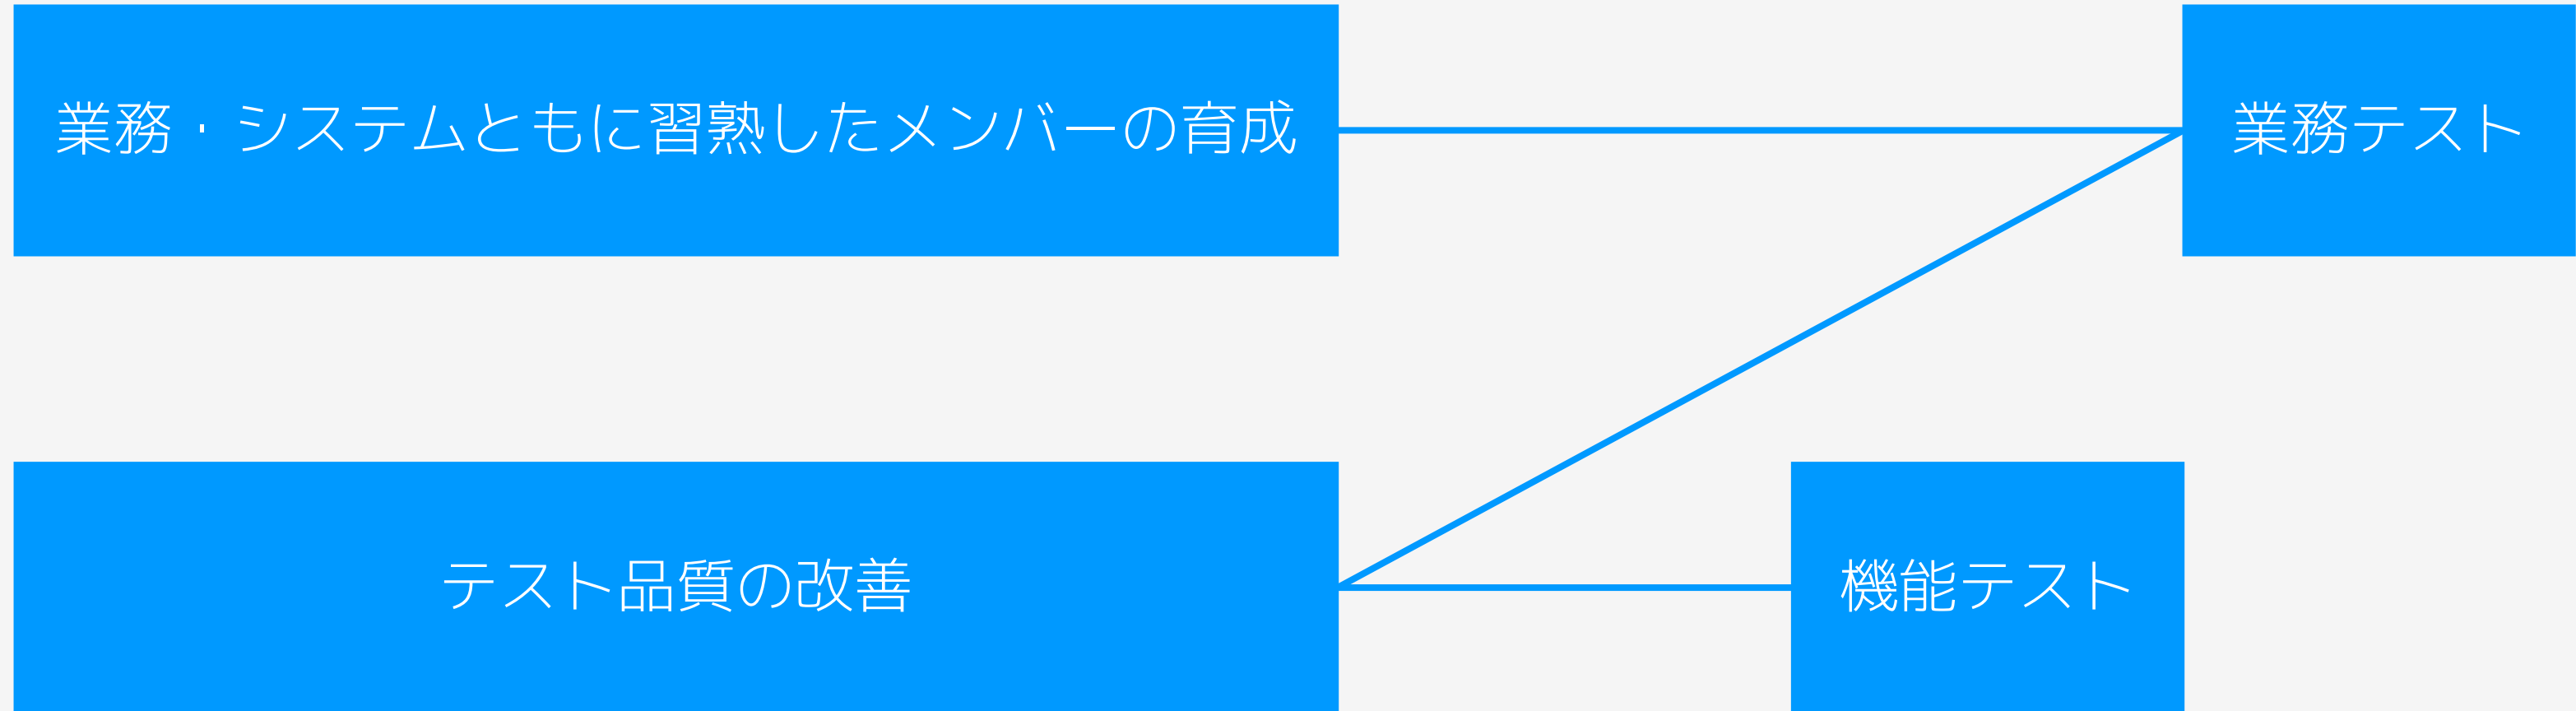 業務・システムともに習熟したメンバーの育成
業務テスト
テスト品質の改善
機能テスト